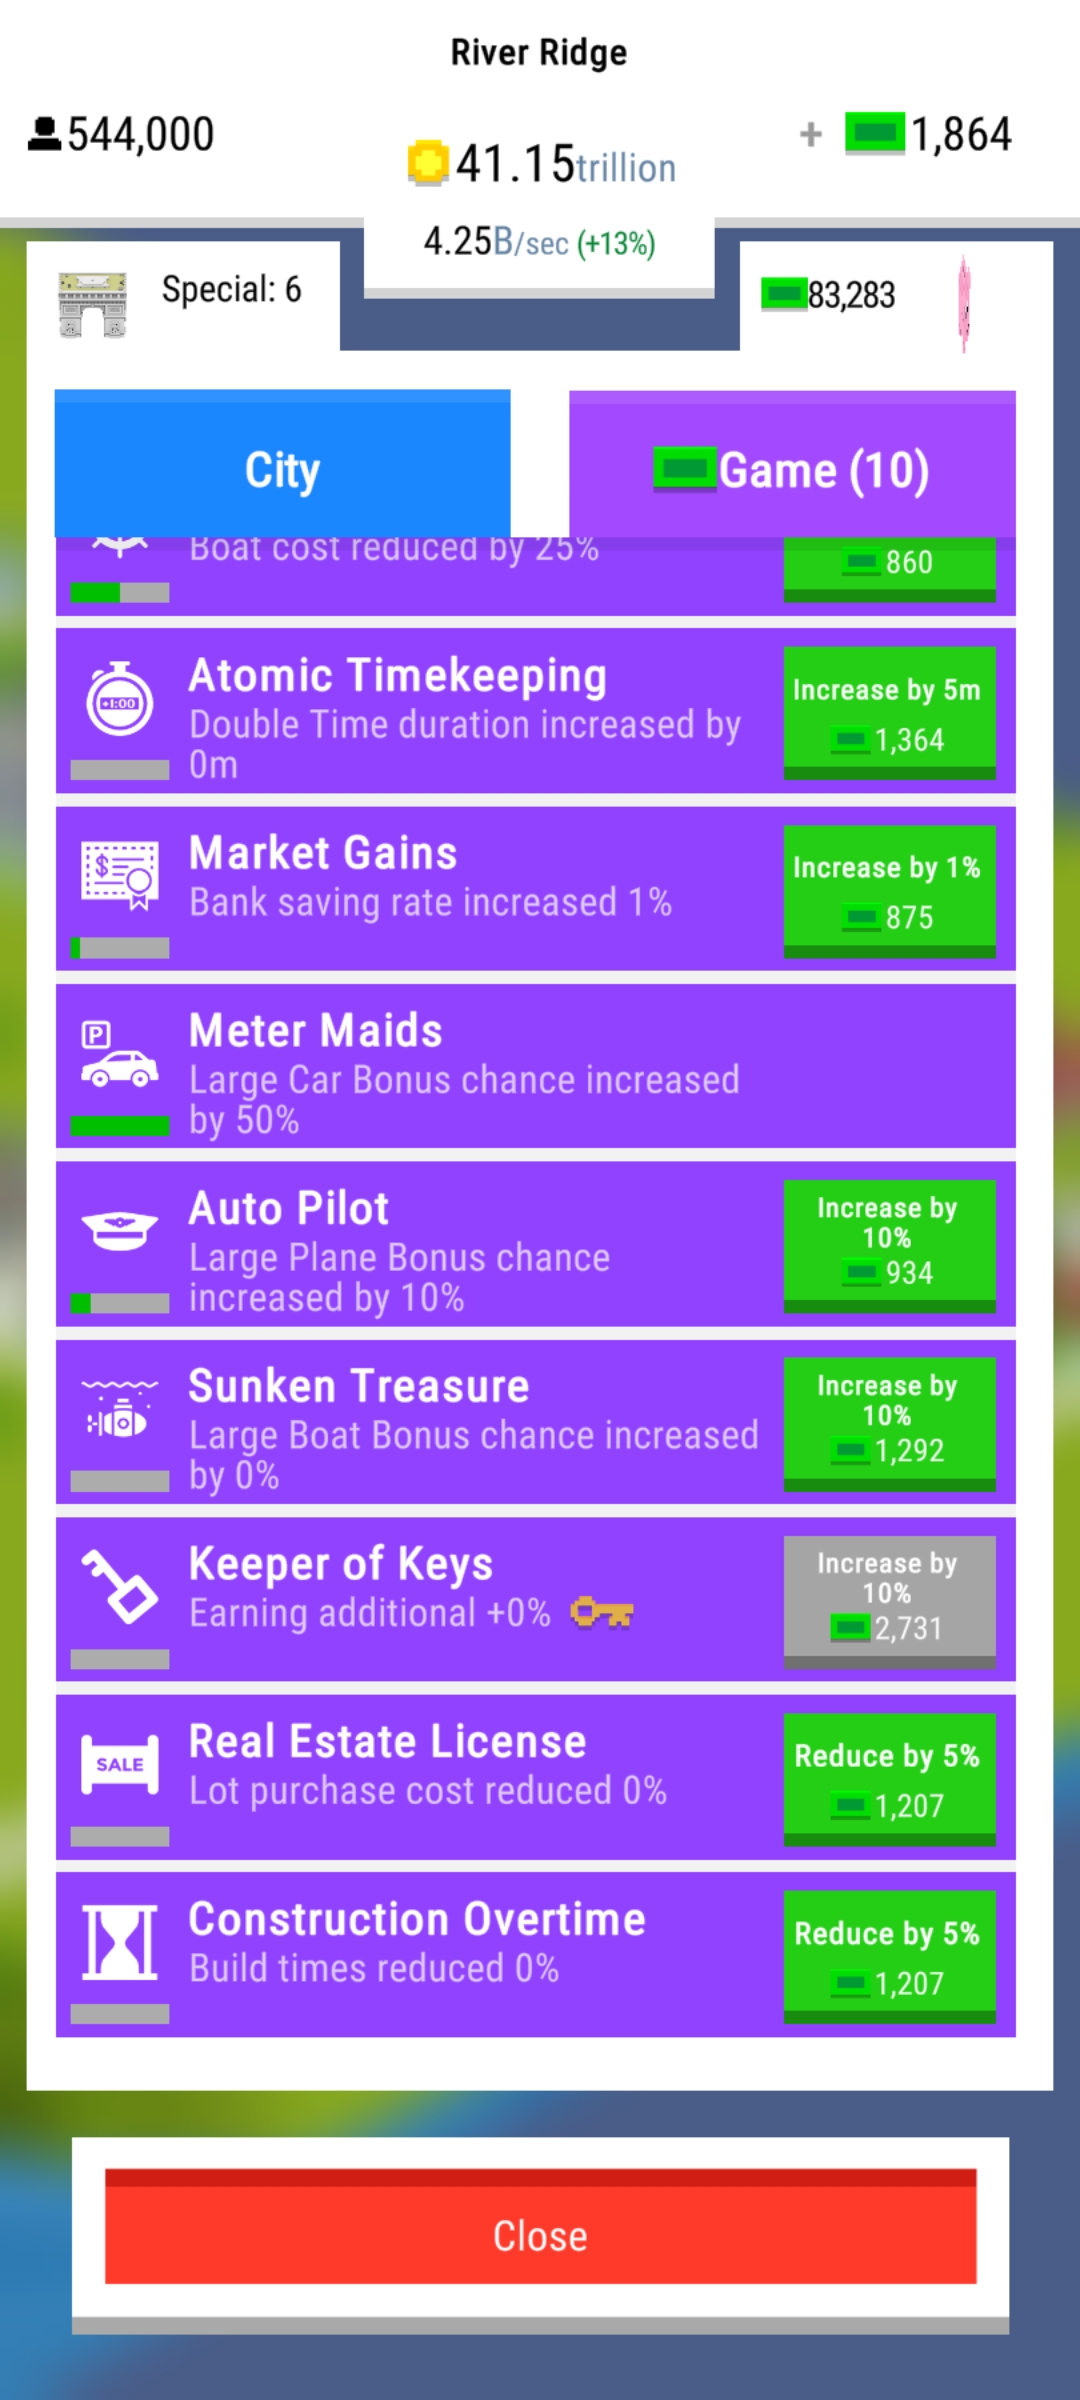 River Ridge
544,000
+ 1,864
41.15trillion
4.25B/sec (+13%)
Special: 6
83,283
City
Game (10)
Boat cost reduced by 25%
860
Atomic Timekeeping
Double Time duration increased by
0m
Increase by 5m
1,364
+1:00
Market Gains
Bank saving rate increased 1%
Increase by 1%
875
$
Meter Maids
Large Car Bonus chance increased
by 50%
P
Auto Pilot
Large Plane Bonus chance
increased by 10%
Increase by
10%
934
Sunken Treasure
Large Boat Bonus chance increased
by 0%
Increase by
10%
1,292
Keeper of Keys
Earning additional +0%
Increase by
10%
2,731
Real Estate License
Lot purchase cost reduced 0%
Reduce by 5%
1,207
SALE
Construction Overtime
Build times reduced 0%
Reduce by 5%
1,207
Close